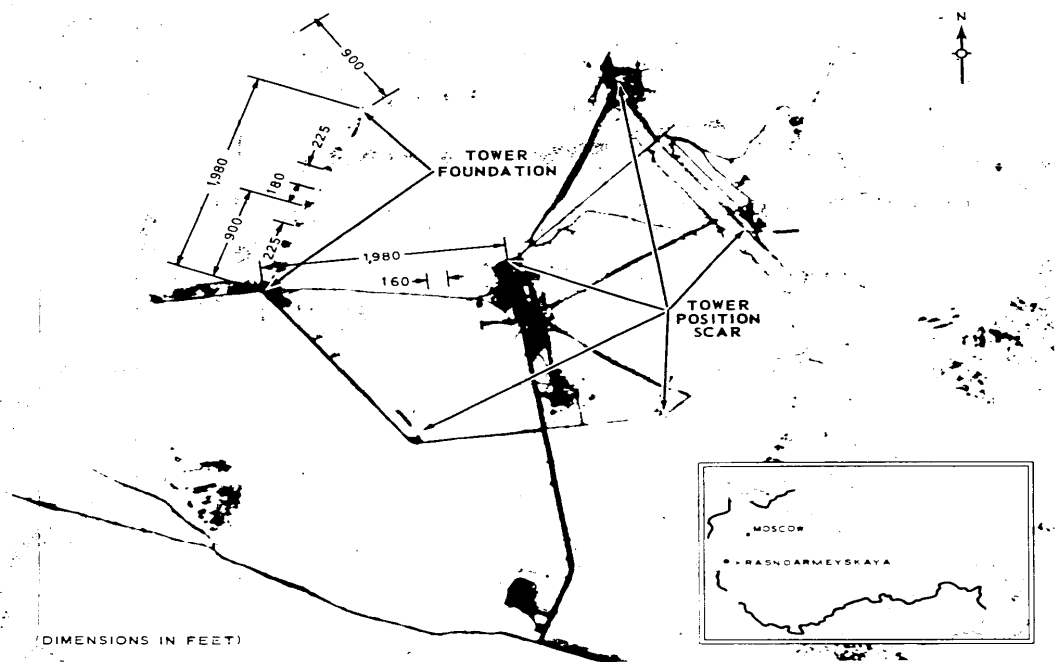 N
900
1,980
225
TOWER
FOUNDATION
180
900
225
1,980
160
TOWER
POSITION
SCAR
MOSCOW
KRASNOARMEYSKAYA
(DIMENSIONS IN FEET)